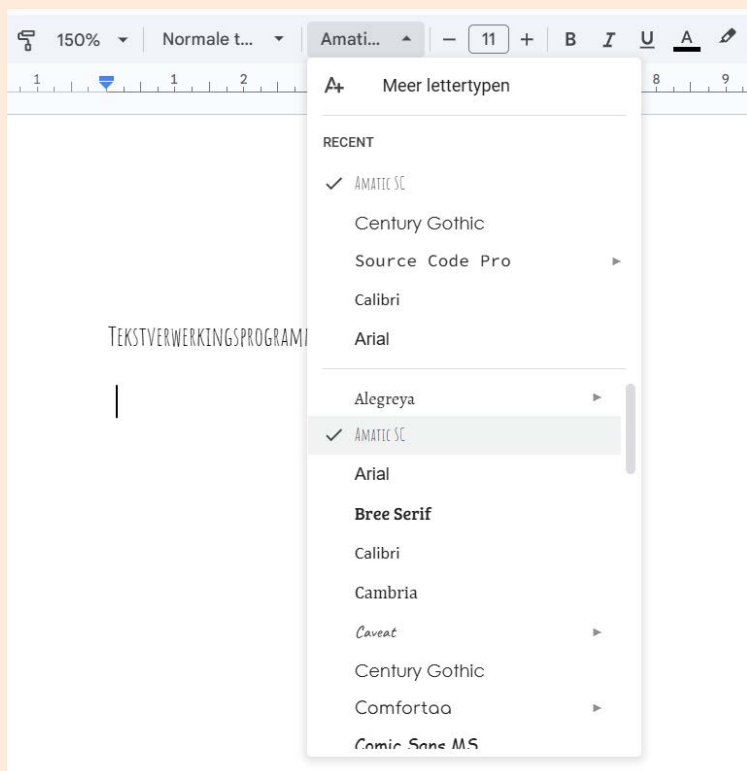 150% Normale t... Amati... − 11 + B I U A
1 1 2 8 9
Meer lettertypen
RECENT
Amatic SC
Century Gothic
Source Code Pro
Calibri
Arial
Tekstverwerkingsprogram
Alegreya
Amatic SC
Arial
Bree Serif
Calibri
Cambria
Caveat
Century Gothic
Comfortaa
Comic Sans MS